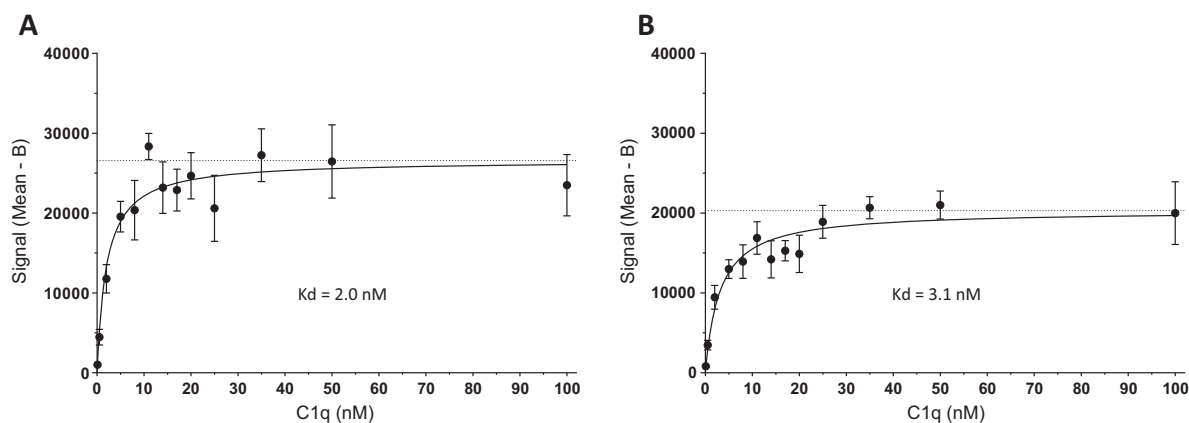 A
40000
30000
20000
10000
0
Signal (Mean - B)
Kd = 2.0 nM
0 10 20 30 40 50 60 70 80 90 100
C1q (nM)
B
40000
30000
20000
10000
0
Signal (Mean - B)
Kd = 3.1 nM
0 10 20 30 40 50 60 70 80 90 100
C1q (nM)